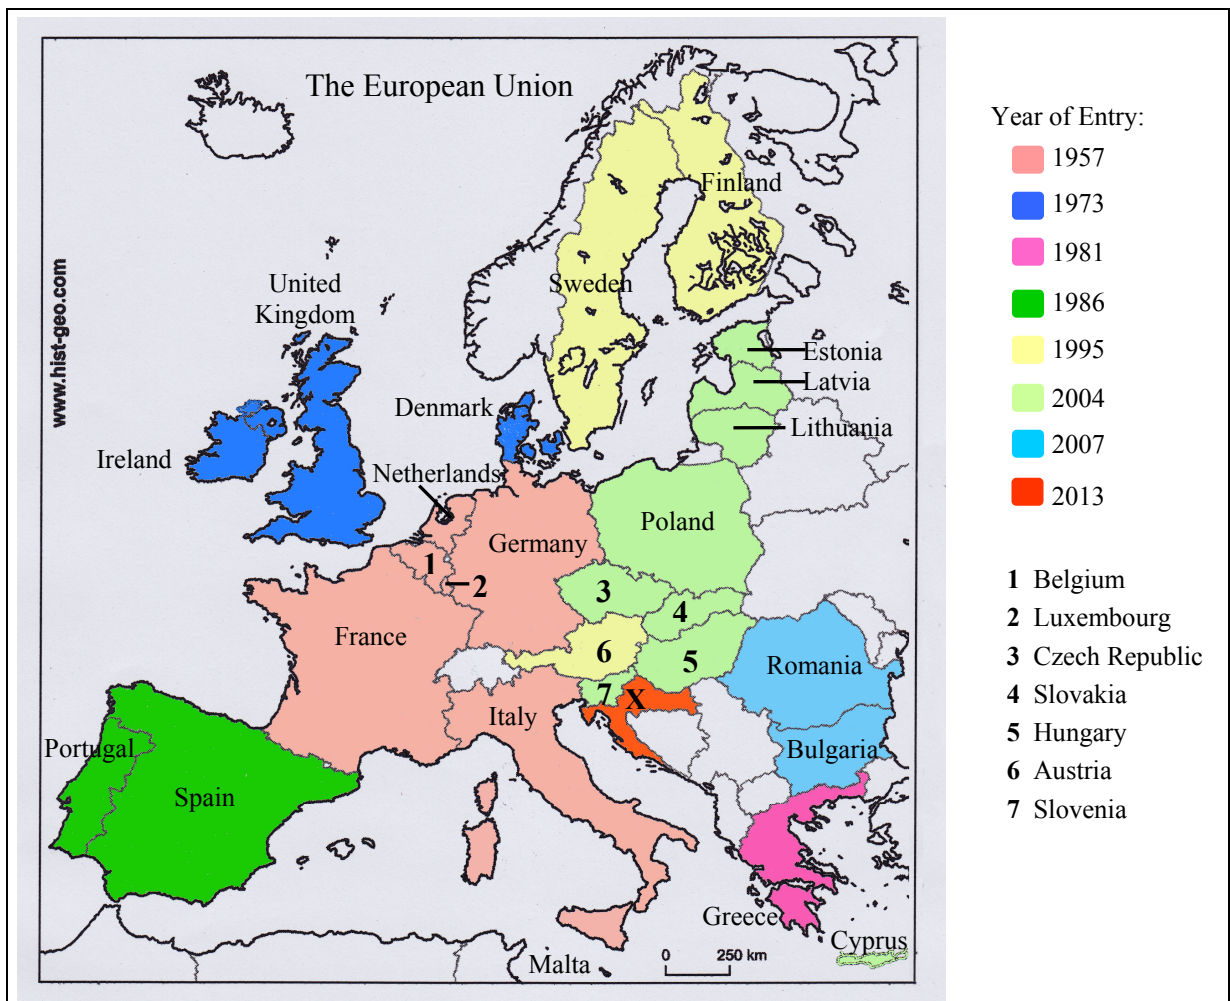 The European Union
www.hist-geo.com
Finland
Sweden
United
Kingdom
Estonia
Latvia
Denmark
Lithuania
Ireland
Netherlands
Poland
Germany
1
2
3
4
France
6
5
Romania
7
X
Italy
Portugal
Bulgaria
Spain
Greece
Cyprus
Malta
0 250 km
Year of Entry:
1957
1973
1981
1986
1995
2004
2007
2013
1 Belgium
2 Luxembourg
3 Czech Republic
4 Slovakia
5 Hungary
6 Austria
7 Slovenia